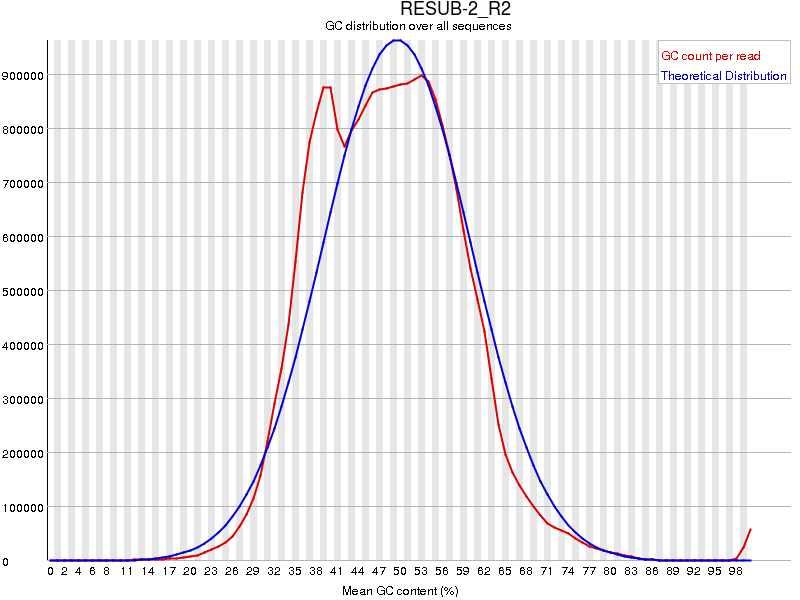 RESUB-2_R2
GC distribution over all sequences
GC count per read
Theoretical Distribution
900000
800000
700000
600000
500000
400000
300000
200000
100000
0
0 2 4 6 8 11 14 17 20 23 26 29 32 35 38 41 44 47 50 53 56 59 62 65 68 71 74 77 80 83 86 89 92 95 98
Mean GC content (%)